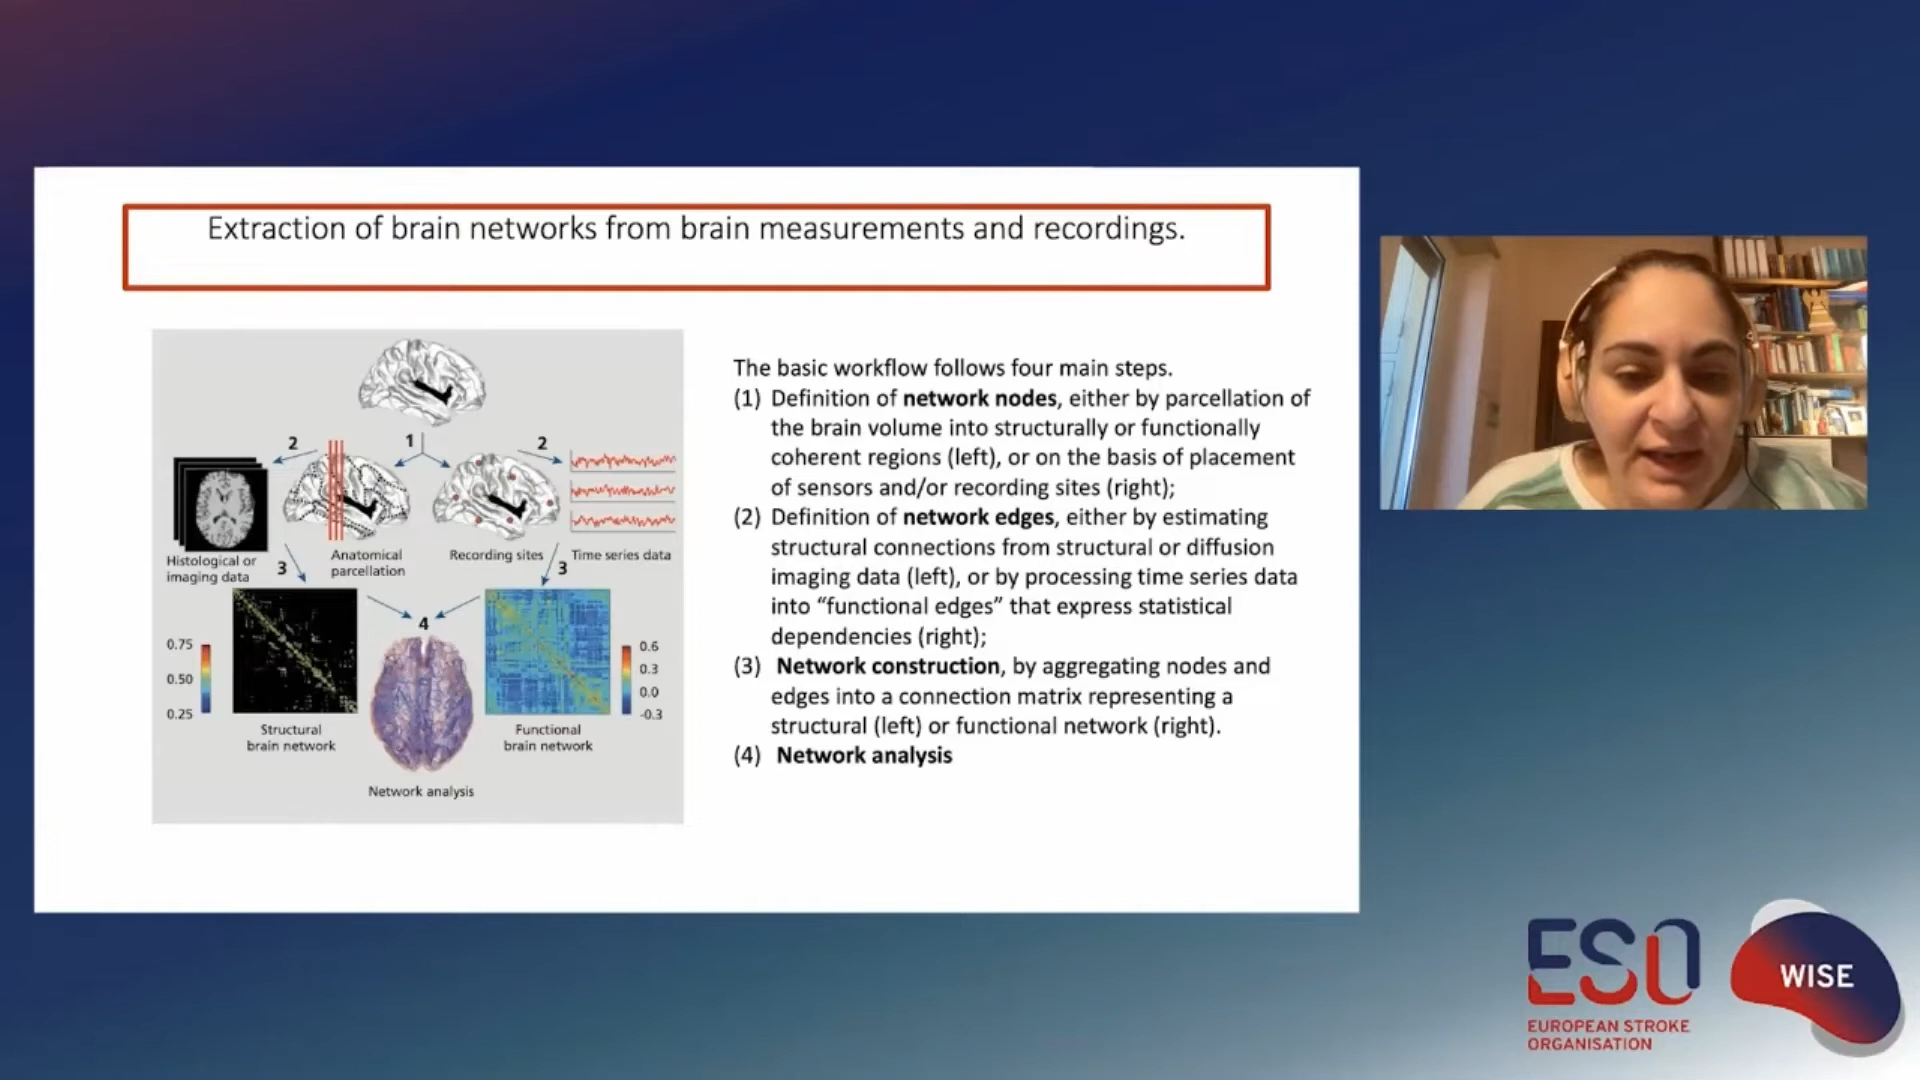 Extraction of brain networks from brain measurements and recordings.
2
1
2
Histological or
imaging data
3
Anatomical
parcellation
Recording sites
3
Time series data
4
0.75
0.50
0.25
0.6
0.3
0.0
-0.3
Structural
brain network
Functional
brain network
Network analysis
The basic workflow follows four main steps.
(1) Definition of network nodes, either by parcellation of
the brain volume into structurally or functionally
coherent regions (left), or on the basis of placement
of sensors and/or recording sites (right);
(2) Definition of network edges, either by estimating
structural connections from structural or diffusion
imaging data (left), or by processing time series data
into “functional edges” that express statistical
dependencies (right);
(3) Network construction, by aggregating nodes and
edges into a connection matrix representing a
structural (left) or functional network (right).
(4) Network analysis
ESO
EUROPEAN STROKE
ORGANISATION
WISE